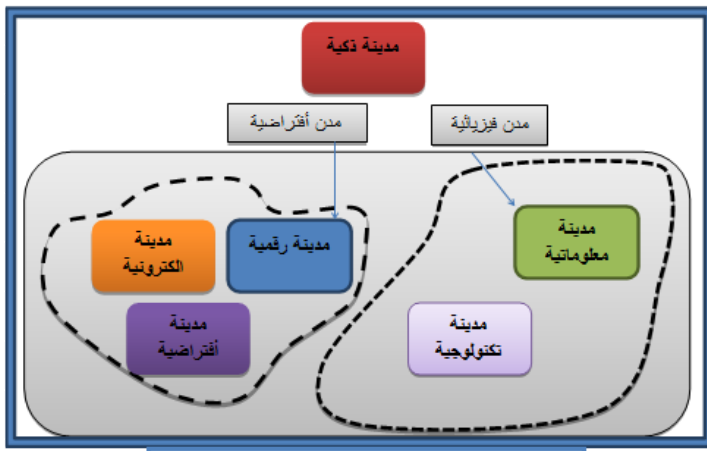 مدينة ذكية
مدن فيزيائية
مدن أفتراضية
مدينة
معلوماتية
مدينة رقمية
مدينة
الكترونية
مدينة
تكنولوجية
مدينة
أفتراضية